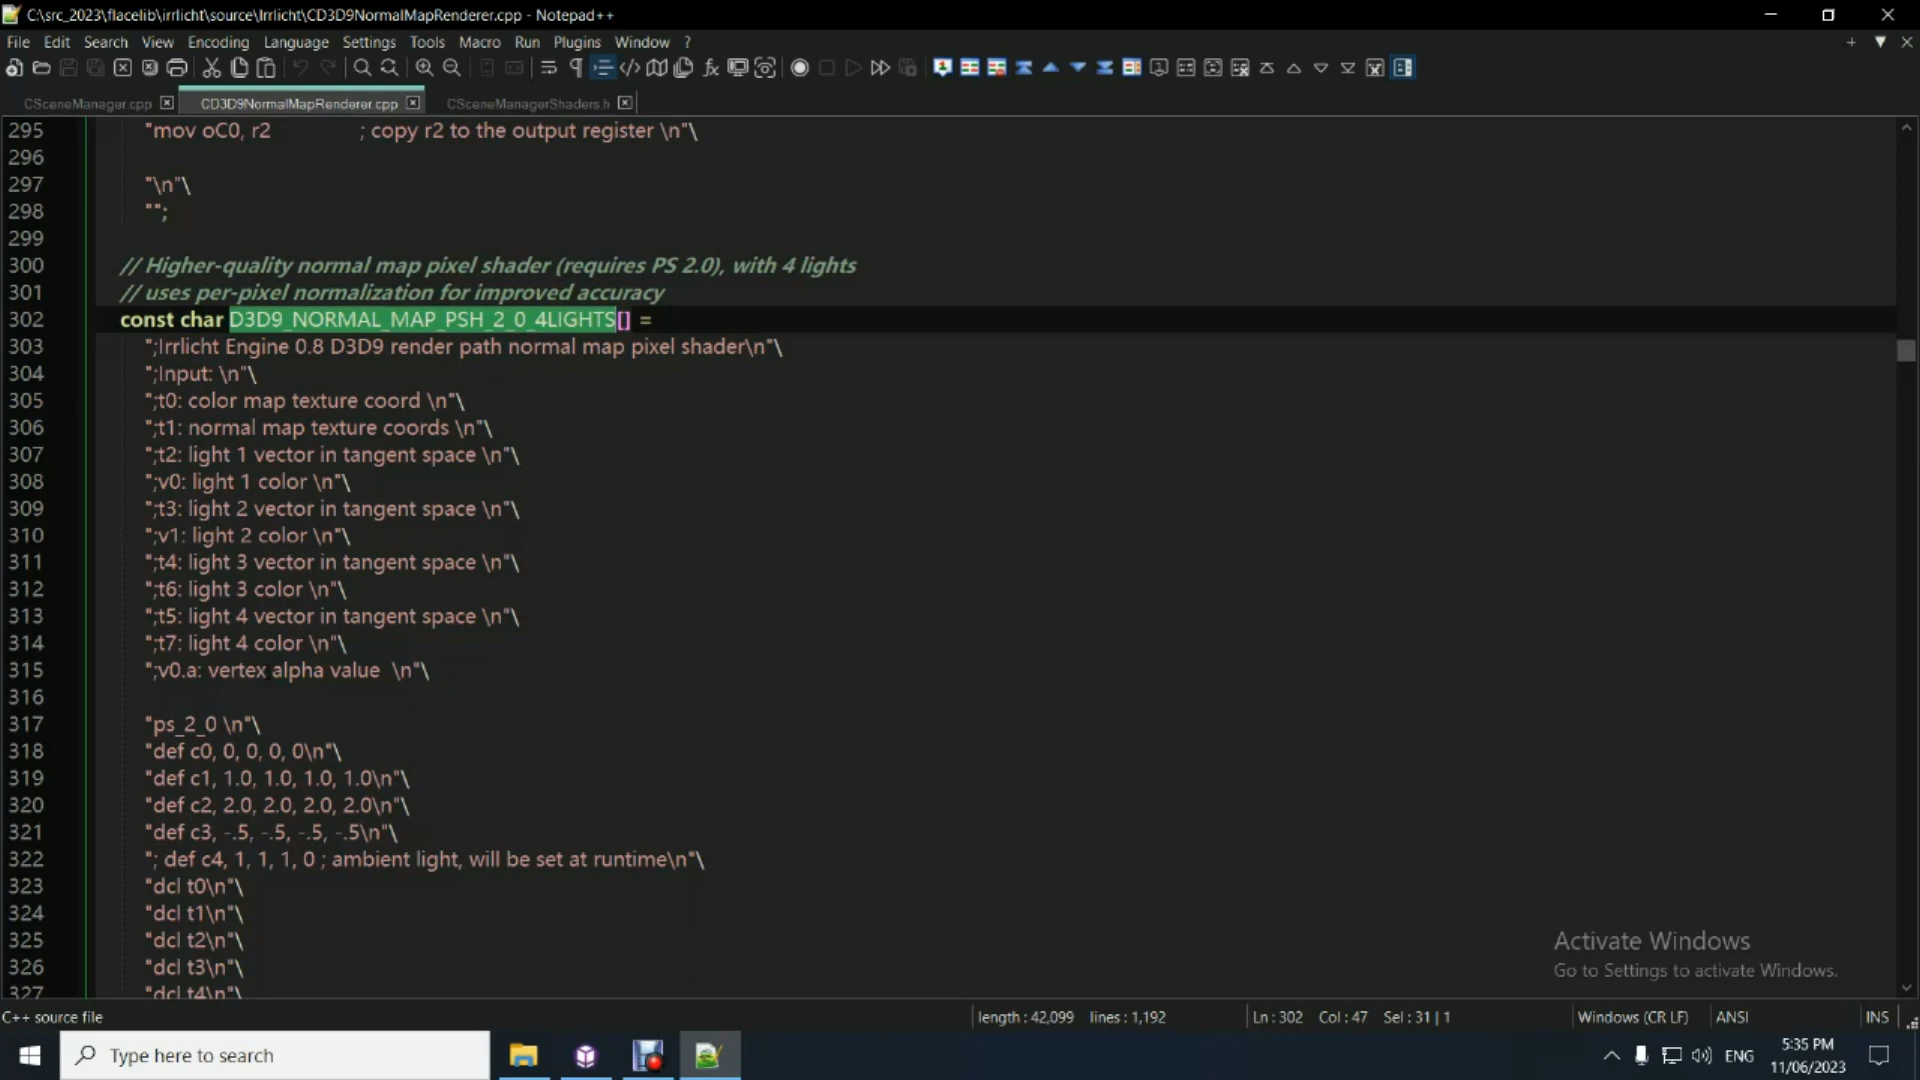 C:\src_2023\flacelib\irrlicht\source\Irrlicht\CD3D9NormalMapRenderer.cpp - Notepad++
File Edit Search View Encoding Language Settings Tools Macro Run Plugins Window ?
CSceneManager.cpp CD3D9NormalMapRenderer.cpp CSceneManagerShaders.h
295 "mov oC0, r2 ; copy r2 to the output register \n"\
296
297 "\n"\
298 "";
299
300 // Higher-quality normal map pixel shader (requires PS 2.0), with 4 lights
301 // uses per-pixel normalization for improved accuracy
302 const char D3D9_NORMAL_MAP_PSH_2_0_4LIGHTS[] =
303 ";Irrlicht Engine 0.8 D3D9 render path normal map pixel shader\n"\
304 ";Input: \n"\
305 ";t0: color map texture coord \n"\
306 ";t1: normal map texture coords \n"\
307 ";t2: light 1 vector in tangent space \n"\
308 ";v0: light 1 color \n"\
309 ";t3: light 2 vector in tangent space \n"\
310 ";v1: light 2 color \n"\
311 ";t4: light 3 vector in tangent space \n"\
312 ";t6: light 3 color \n"\
313 ";t5: light 4 vector in tangent space \n"\
314 ";t7: light 4 color \n"\
315 ";v0.a: vertex alpha value  \n"\
316
317 "ps_2_0 \n"\
318 "def c0, 0, 0, 0, 0\n"\
319 "def c1, 1.0, 1.0, 1.0, 1.0\n"\
320 "def c2, 2.0, 2.0, 2.0, 2.0\n"\
321 "def c3, -.5, -.5, -.5, -.5\n"\
322 "; def c4, 1, 1, 1, 0 ; ambient light, will be set at runtime\n"\
323 "dcl t0\n"\
324 "dcl t1\n"\
325 "dcl t2\n"\
326 "dcl t3\n"\
327 "dcl t4\n"\
Activate Windows
Go to Settings to activate Windows.
C++ source file length : 42,099 lines : 1,192 Ln : 302 Col : 47 Sel : 31 | 1 Windows (CR LF) ANSI INS
Type here to search ENG 5:35 PM
11/06/2023